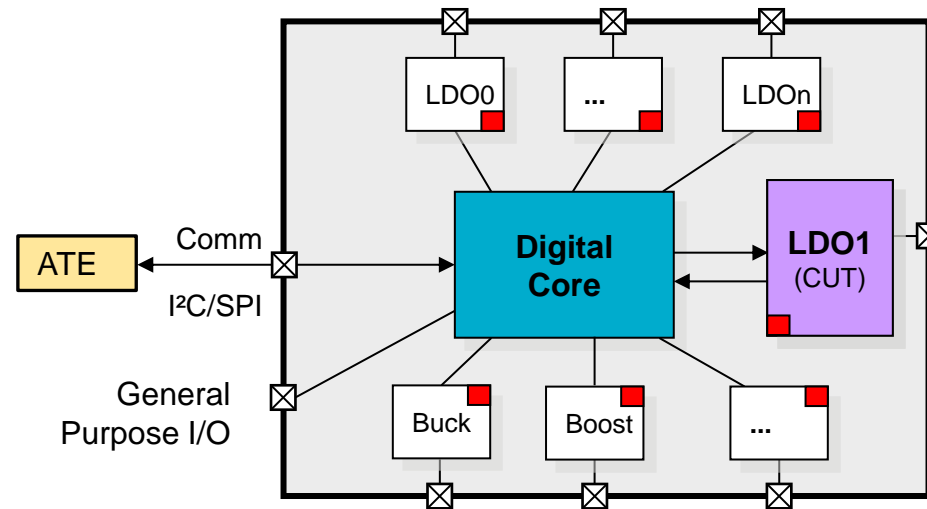 LDO0
...
LDOn
ATE
Comm
I²C/SPI
Digital
Core
LDO1
(CUT)
General
Purpose I/O
Buck
Boost
...